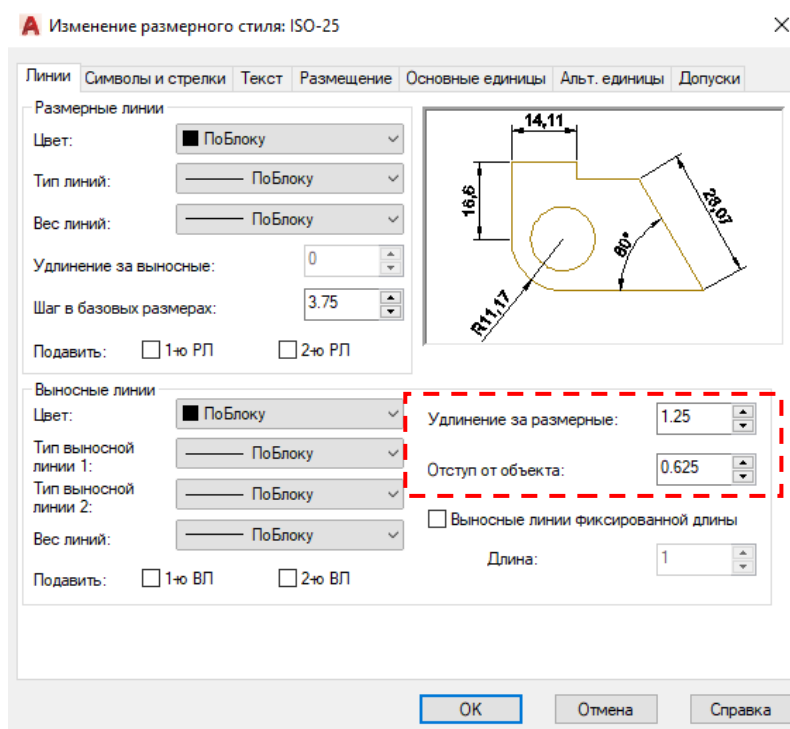 Изменение размерного стиля: ISO-25
Линии Символы и стрелки Текст Размещение Основные единицы Альт. единицы Допуски
Размерные линии
Цвет: ПоБлоку
Тип линий: ПоБлоку
Вес линий: ПоБлоку
Удлинение за выносные: 0
Шаг в базовых размерах: 3.75
Подавить: 1-ю РЛ 2-ю РЛ
14,11
16,6
28,07
60°
R11,17
Выносные линии
Цвет: ПоБлоку
Тип выносной
линии 1: ПоБлоку
Тип выносной
линии 2: ПоБлоку
Вес линий: ПоБлоку
Подавить: 1-ю ВЛ 2-ю ВЛ
Удлинение за размерные: 1.25
Отступ от объекта: 0.625
Выносные линии фиксированной длины
Длина: 1
OK Отмена Справка